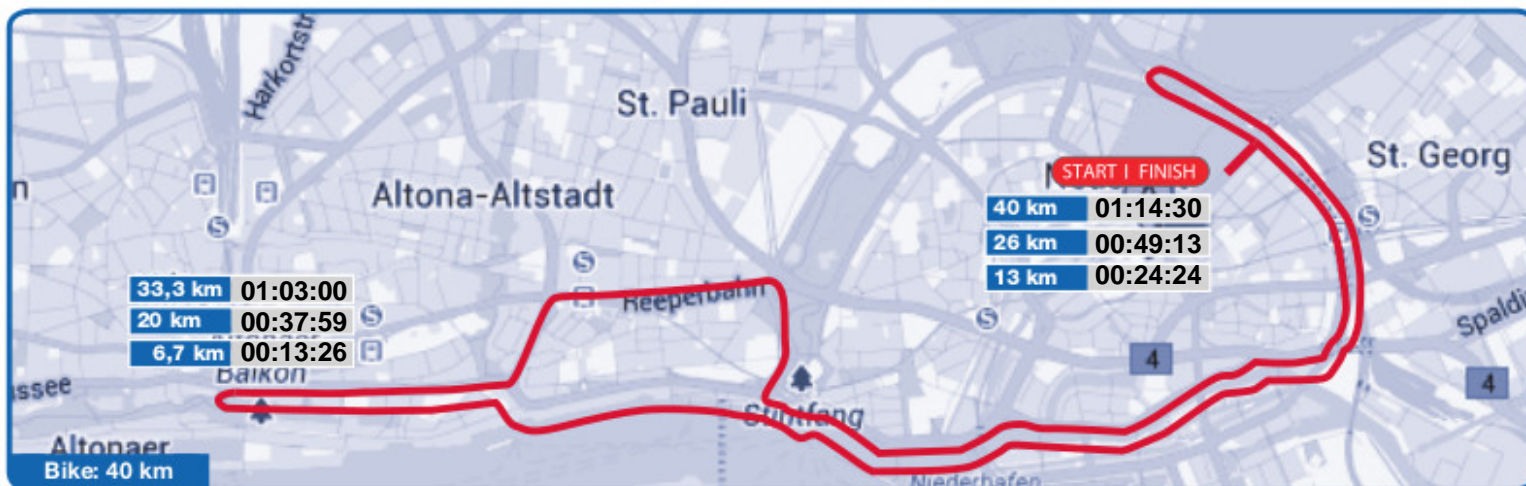 Harkortstr
St. Pauli
St. Georg
START I FINISH
Altona-Altstadt
40 km 01:14:30
26 km 00:49:13
13 km 00:24:24
33,3 km 01:03:00
20 km 00:37:59
6,7 km 00:13:26
Reeperbahn
S
S
S
S
S
Spaldi
4
4
Balkon
ssee
Stintfang
Altonaer
Bike: 40 km
Niederhafen
n